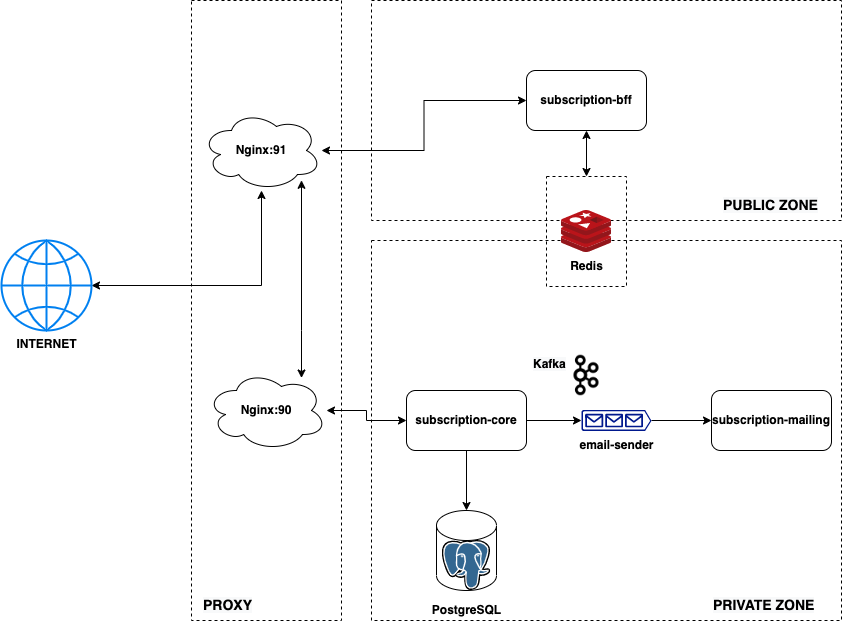 subscription-bff
Nginx:91
PUBLIC ZONE
Redis
INTERNET
Kafka
Nginx:90
subscription-core
subscription-mailing
email-sender
PROXY
PostgreSQL
PRIVATE ZONE